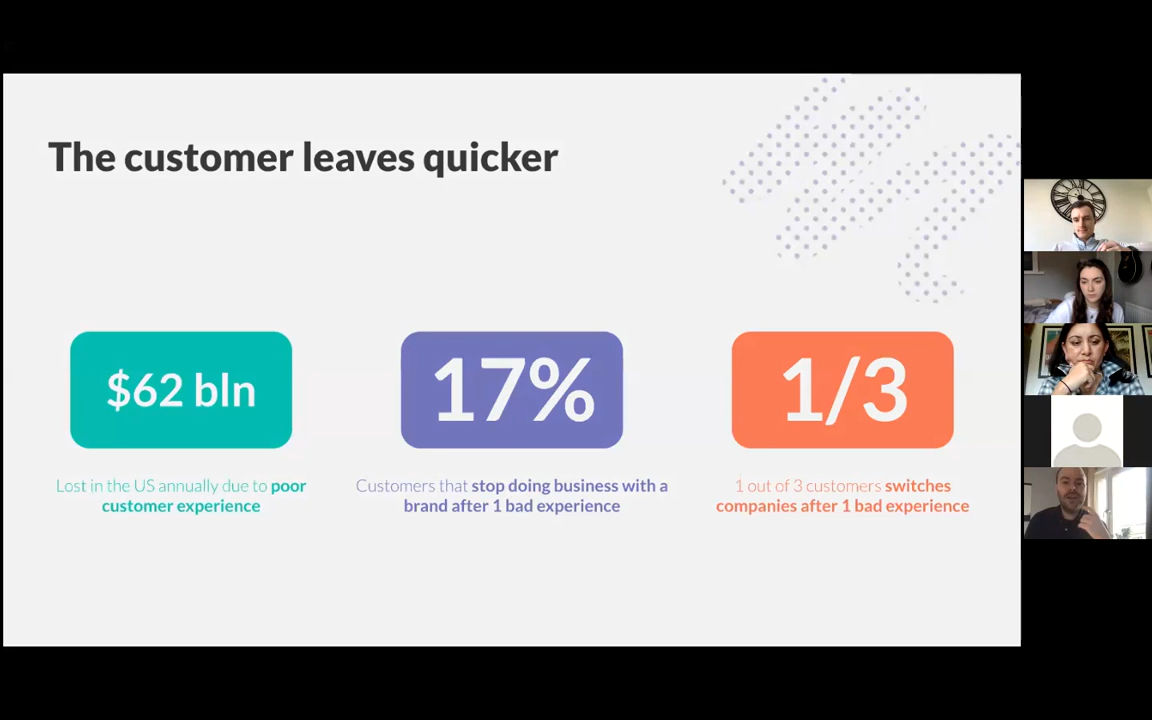 The customer leaves quicker
$62 bln
17%
1/3
Lost in the US annually due to poor
customer experience
Customers that stop doing business with a
brand after 1 bad experience
1 out of 3 customers switches
companies after 1 bad experience